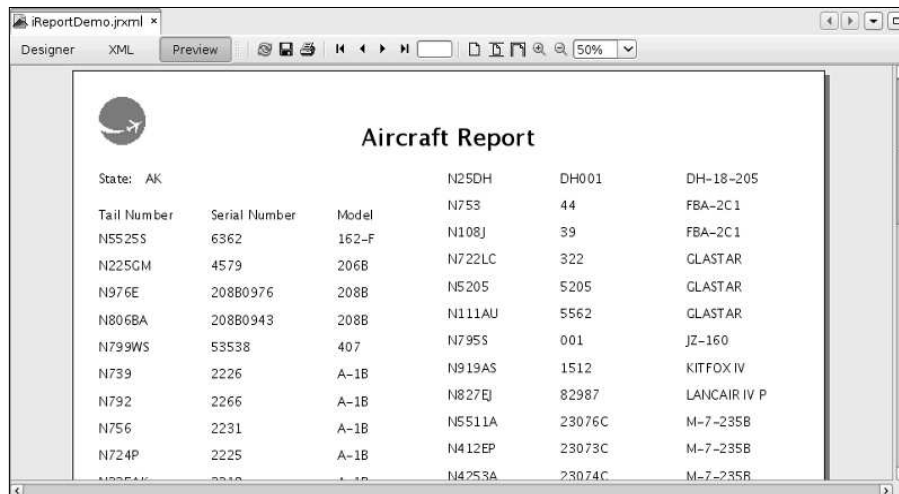 iReportDemo.jrxml ×
Designer XML Preview 50%
Aircraft Report
State: AK
Tail Number Serial Number Model
N5525S 6362 162-F
N225GM 4579 206B
N976E 208B0976 208B
N806BA 208B0943 208B
N799WS 53538 407
N739 2226 A-1B
N792 2266 A-1B
N756 2231 A-1B
N724P 2225 A-1B
N25DH DH001 DH-18-205
N753 44 FBA-2C1
N108J 39 FBA-2C1
N722LC 322 GLASTAR
N5205 5205 GLASTAR
N111AU 5562 GLASTAR
N795S 001 JZ-160
N919AS 1512 KITFOX IV
N827EJ 82987 LANCAIR IV P
N5511A 23076C M-7-235B
N412EP 23073C M-7-235B
N4253A 23074C M-7-235B